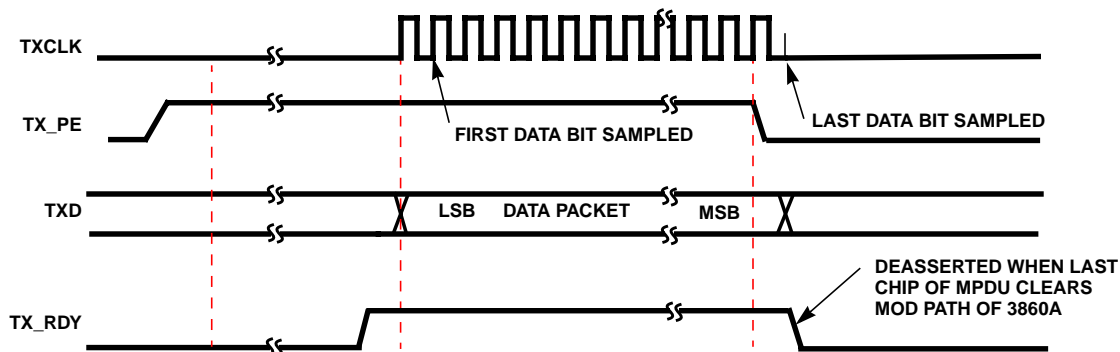 TXCLK
FIRST DATA BIT SAMPLED
LAST DATA BIT SAMPLED
TX_PE
TXD
LSB DATA PACKET MSB
DEASSERTED WHEN LAST
CHIP OF MPDU CLEARS
MOD PATH OF 3860A
TX_RDY